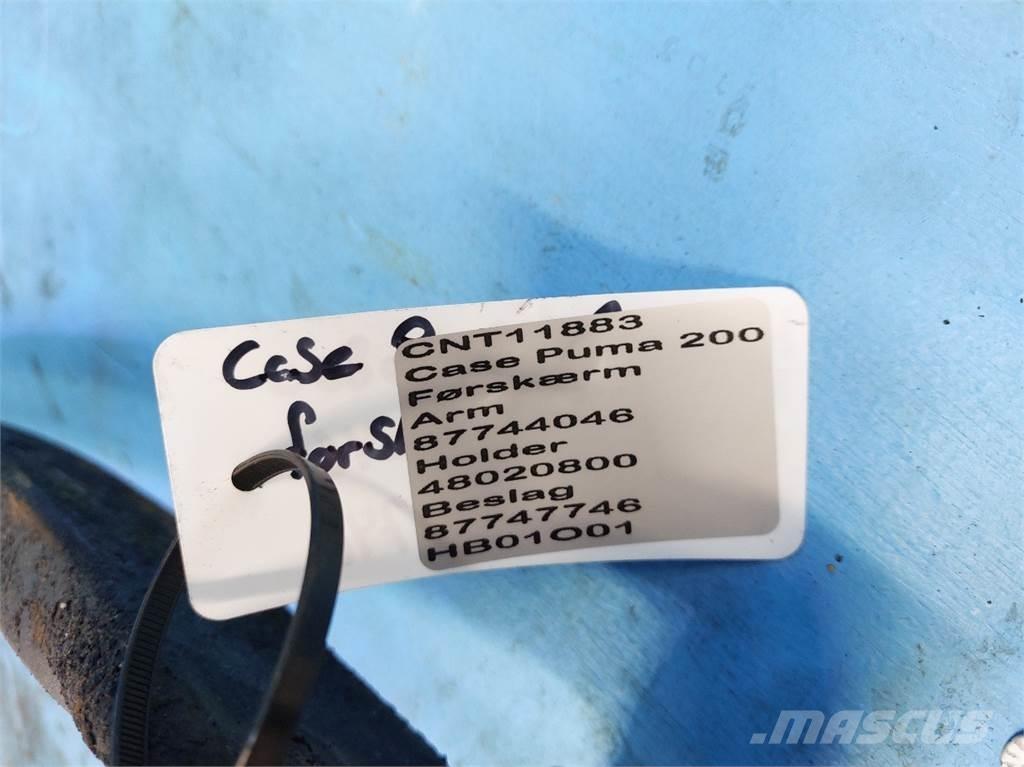 Case
CNT11883
Case Puma 200
Førskærm
Arm
87744046
Holder
48020800
Beslag
87747746
HB01O01
MASCUS